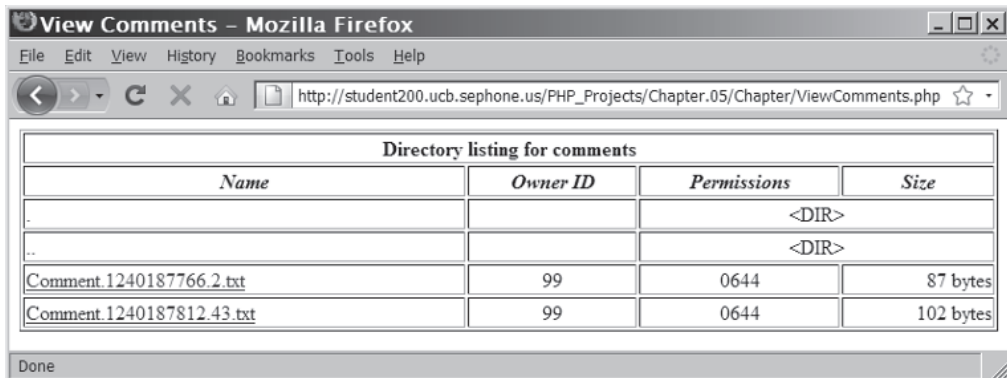 View Comments – Mozilla Firefox
File Edit View History Bookmarks Tools Help
http://student200.ucb.sephone.us/PHP_Projects/Chapter.05/Chapter/ViewComments.php
Directory listing for comments
Name Owner ID Permissions Size
. <DIR>
.. <DIR>
Comment.1240187766.2.txt 99 0644 87 bytes
Comment.1240187812.43.txt 99 0644 102 bytes
Done